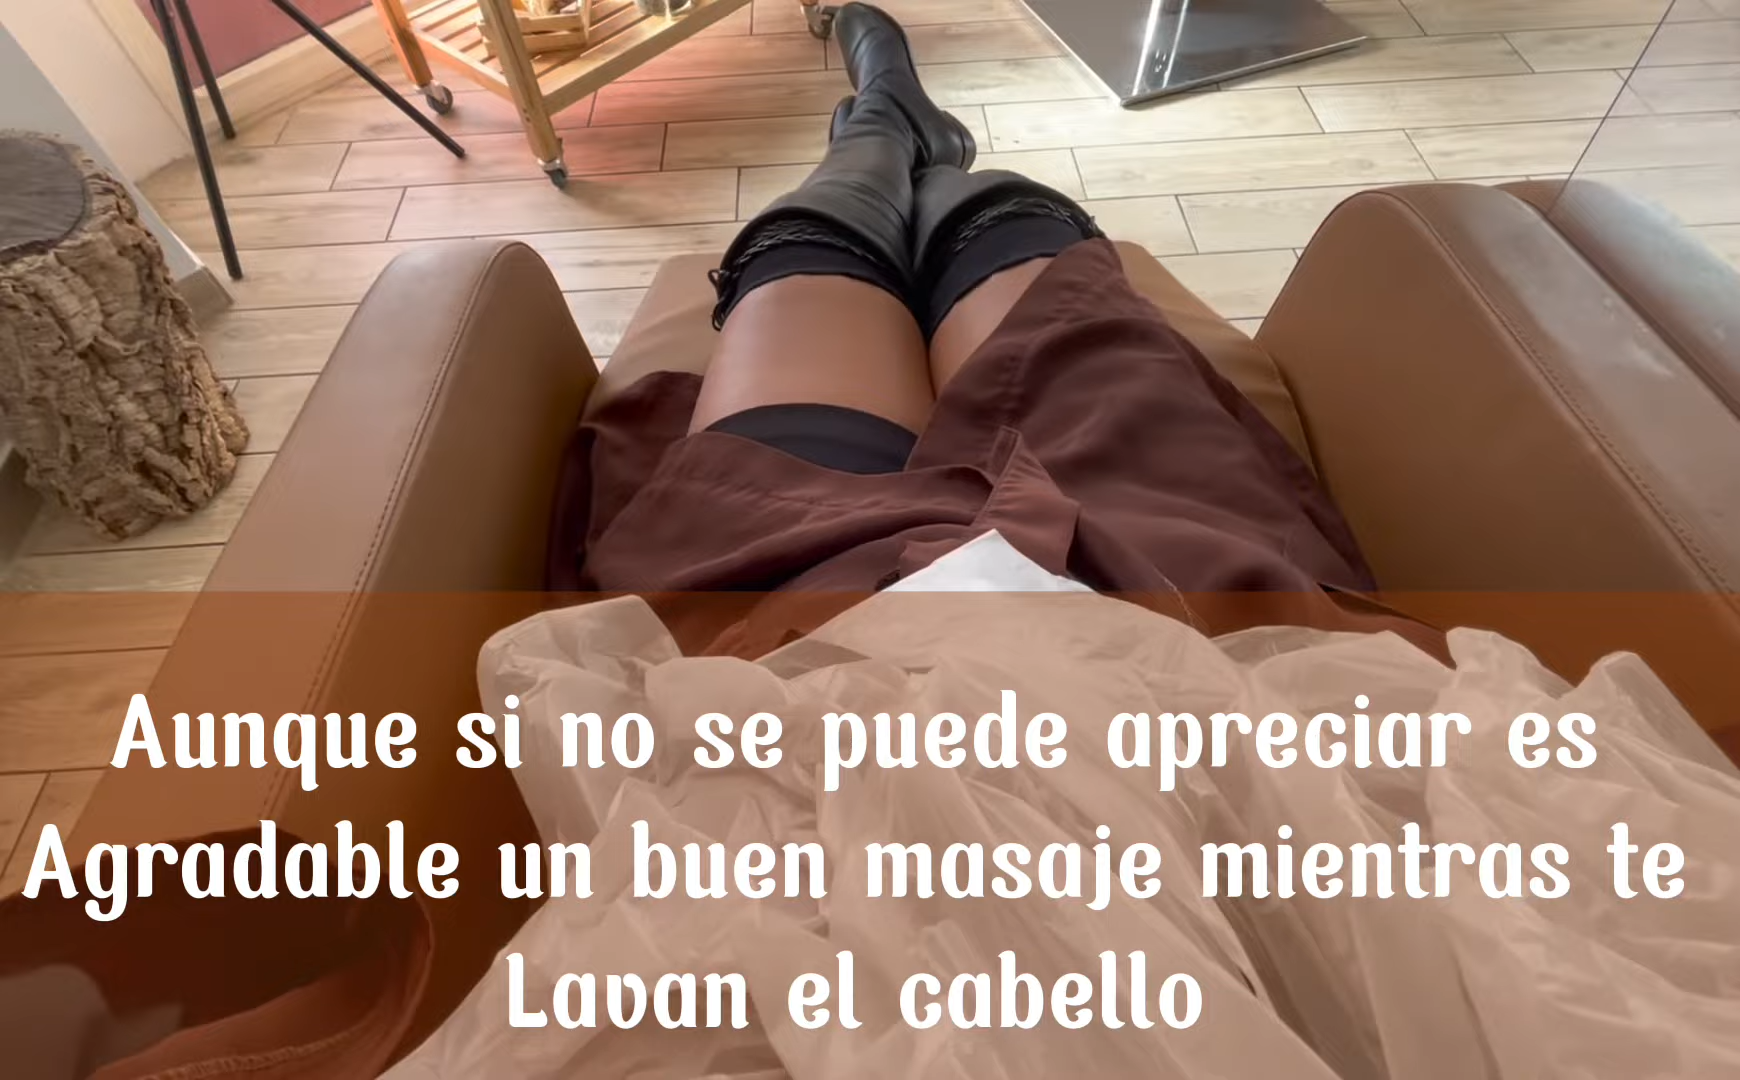 Aunque si no se puede apreciar es
Agradable un buen masaje mientras te
Lavan el cabello